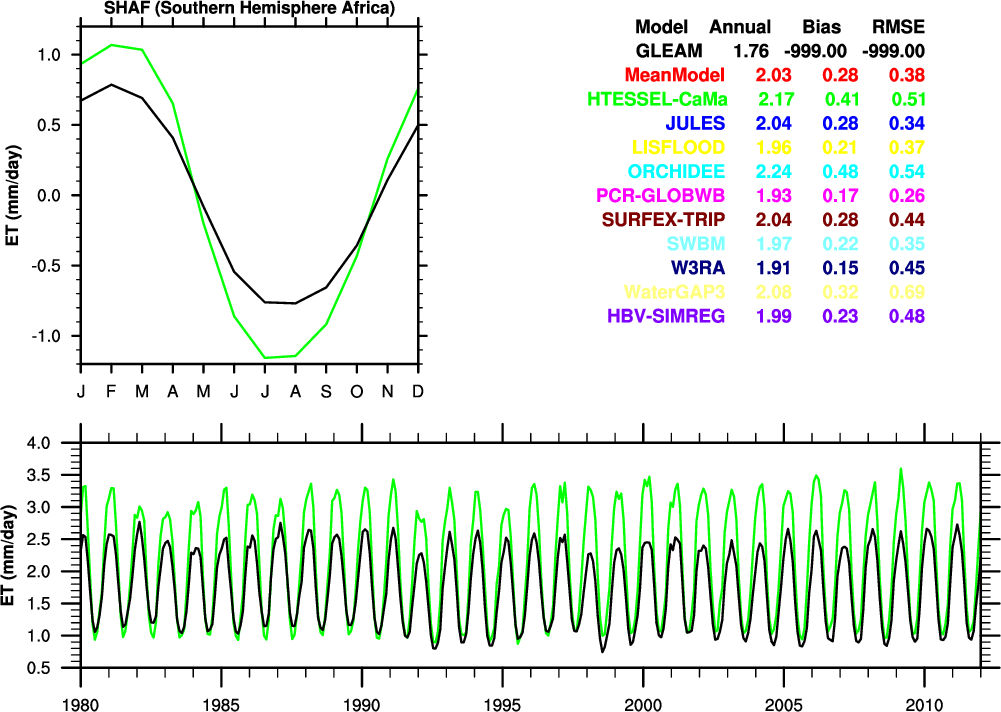 SHAF (Southern Hemisphere Africa)
1.0
0.5
0.0
-0.5
-1.0
ET (mm/day)
J F M A M J J A S O N D
Model Annual Bias RMSE
GLEAM 1.76 -999.00 -999.00
MeanModel 2.03 0.28 0.38
HTESSEL-CaMa 2.17 0.41 0.51
JULES 2.04 0.28 0.34
LISFLOOD 1.96 0.21 0.37
ORCHIDEE 2.24 0.48 0.54
PCR-GLOBWB 1.93 0.17 0.26
SURFEX-TRIP 2.04 0.28 0.44
SWBM 1.97 0.22 0.35
W3RA 1.91 0.15 0.45
WaterGAP3 2.08 0.32 0.69
HBV-SIMREG 1.99 0.23 0.48
4.0
3.5
3.0
2.5
2.0
1.5
1.0
0.5
ET (mm/day)
1980 1985 1990 1995 2000 2005 2010